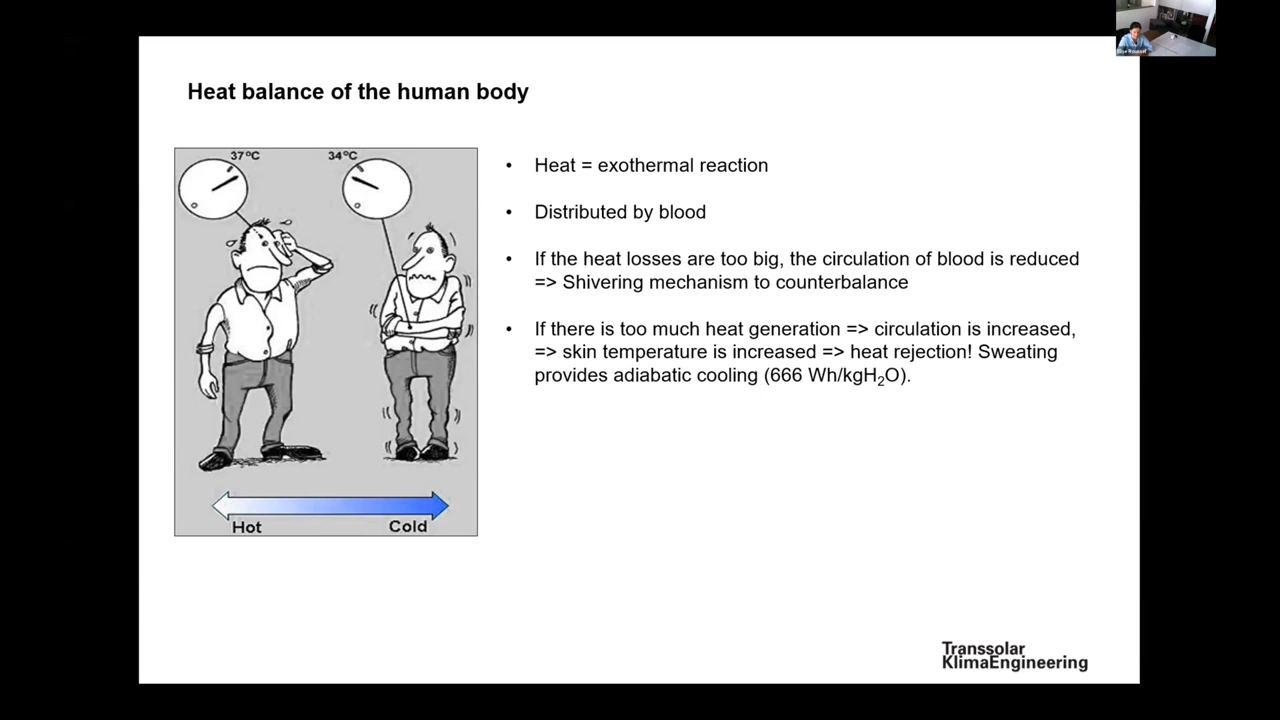 Heat balance of the human body
37°C
34°C
• Heat = exothermal reaction
• Distributed by blood
• If the heat losses are too big, the circulation of blood is reduced
=> Shivering mechanism to counterbalance
• If there is too much heat generation => circulation is increased,
=> skin temperature is increased => heat rejection! Sweating
provides adiabatic cooling (666 Wh/kgH₂O).
Hot
Cold
Transsolar
KlimaEngineering